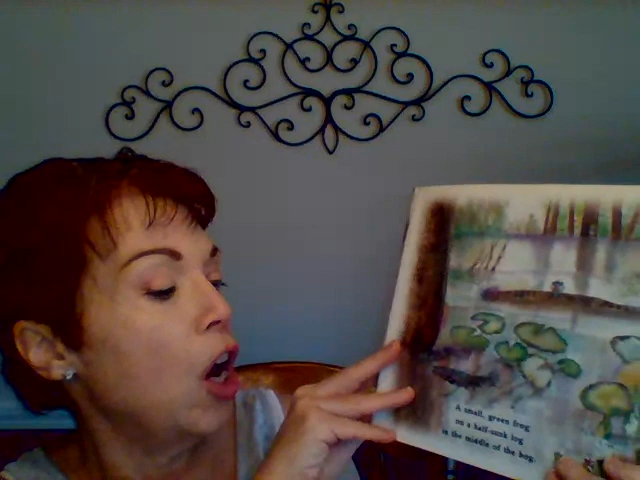 A small, green frog
on a half-sunk log
in the middle of the bog.